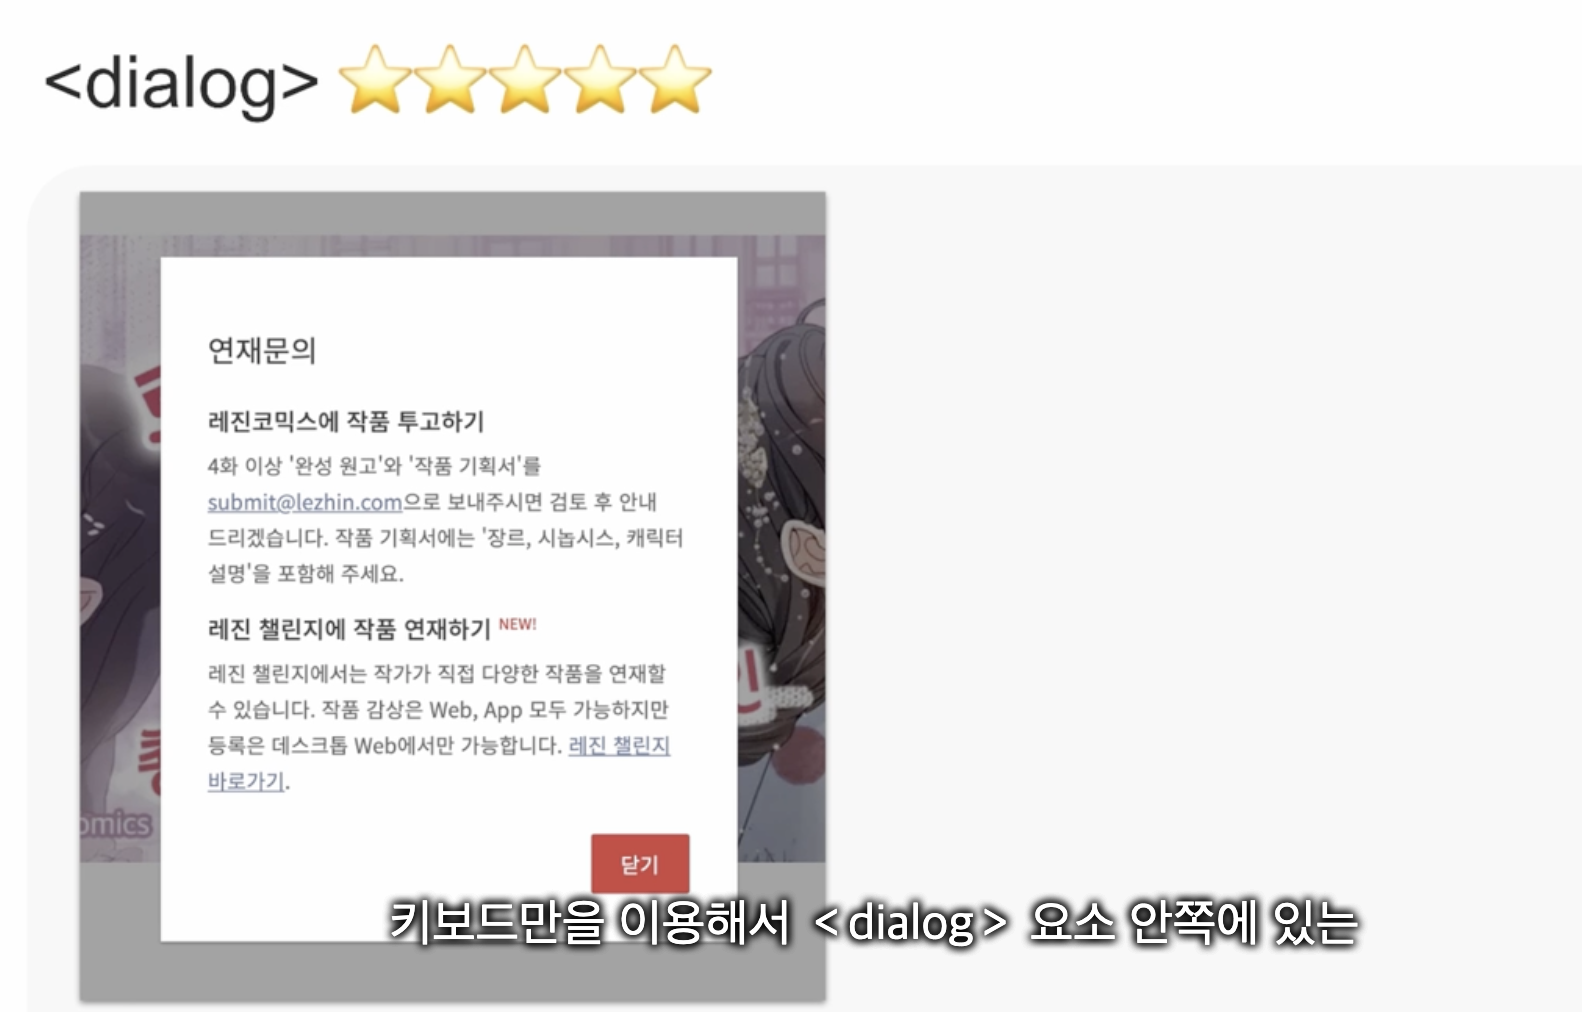 <dialog> ⭐⭐⭐⭐⭐
연재문의
레진코믹스에 작품 투고하기
4화 이상 '완성 원고'와 '작품 기획서'를
submit@lezhin.com으로 보내주시면 검토 후 안내
드리겠습니다. 작품 기획서에는 '장르, 시놉시스, 캐릭터
설명'을 포함해 주세요.
레진 챌린지에 작품 연재하기 NEW!
레진 챌린지에서는 작가가 직접 다양한 작품을 연재할
수 있습니다. 작품 감상은 Web, App 모두 가능하지만
등록은 데스크톱 Web에서만 가능합니다. 레진 챌린지
바로가기.
omics
닫기
키보드만을 이용해서 <dialog> 요소 안쪽에 있는